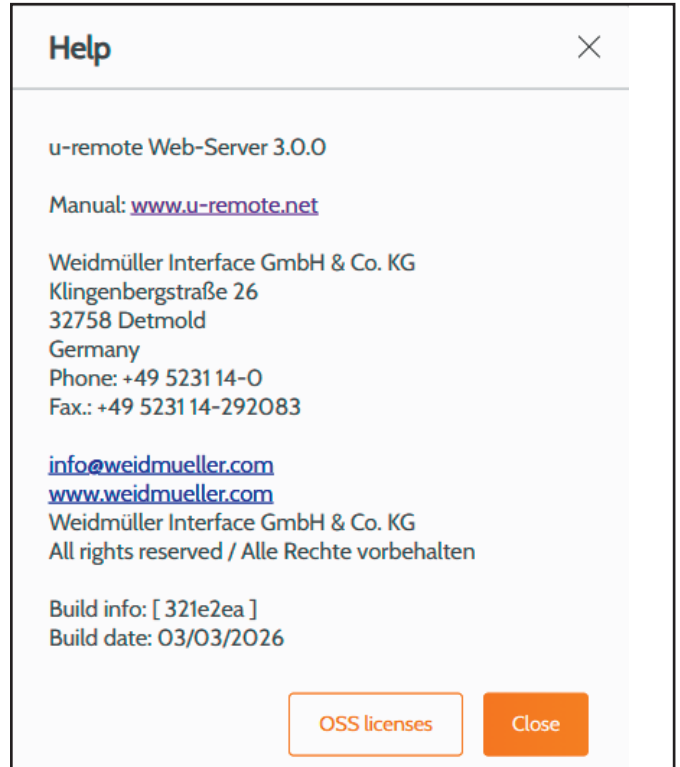 Help
u-remote Web-Server 3.0.0
Manual: www.u-remote.net
Weidmüller Interface GmbH & Co. KG
Klingenbergstraße 26
32758 Detmold
Germany
Phone: +49 5231 14-0
Fax.: +49 5231 14-292083
info@weidmueller.com
www.weidmueller.com
Weidmüller Interface GmbH & Co. KG
All rights reserved / Alle Rechte vorbehalten
Build info: [ 321e2ea ]
Build date: 03/03/2026
OSS licenses
Close